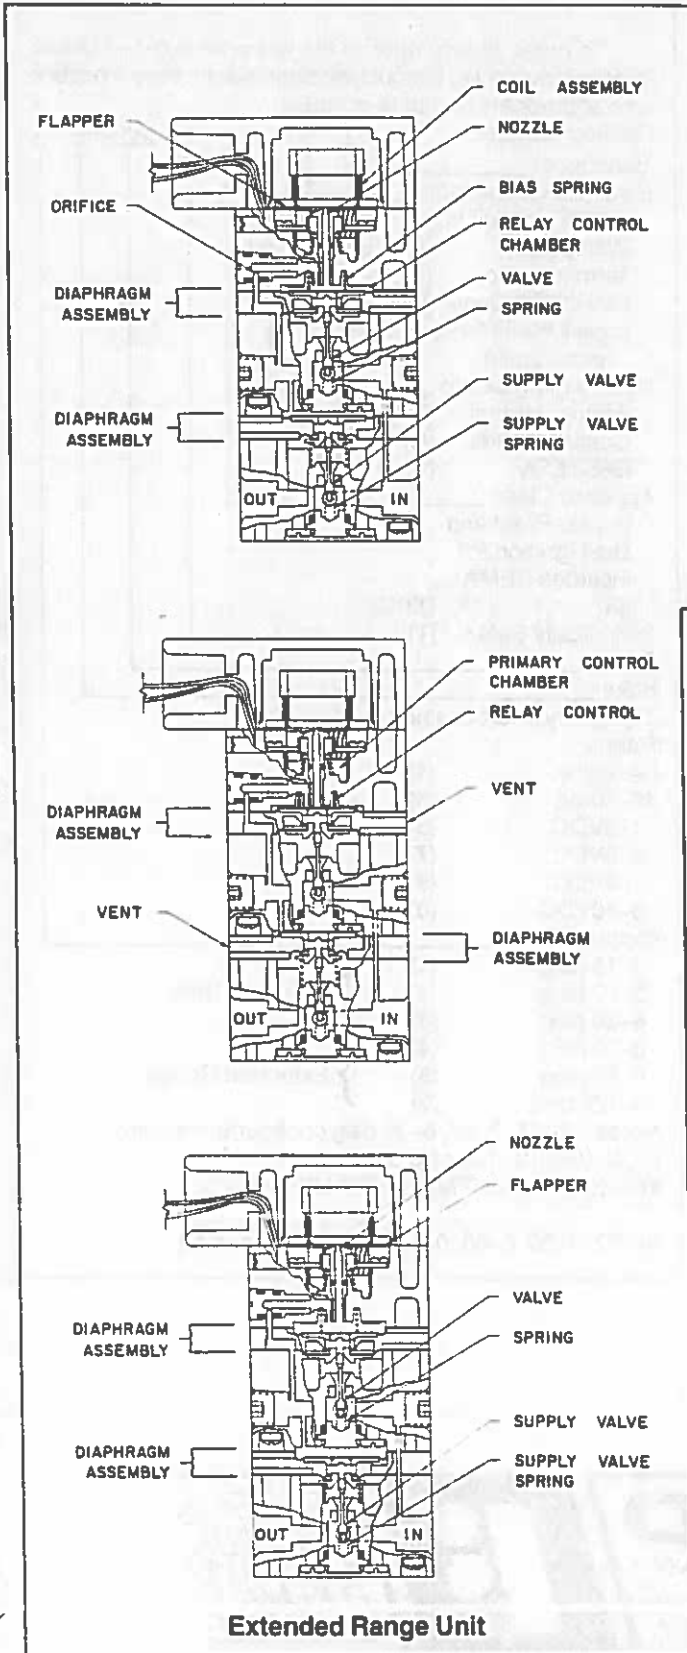 COIL ASSEMBLY
FLAPPER
NOZZLE
BIAS SPRING
ORIFICE
RELAY CONTROL
CHAMBER
VALVE
DIAPHRAGM
ASSEMBLY
SPRING
SUPPLY VALVE
DIAPHRAGM
ASSEMBLY
SUPPLY VALVE
SPRING
OUT
IN
PRIMARY CONTROL
CHAMBER
RELAY CONTROL
VENT
DIAPHRAGM
ASSEMBLY
VENT
DIAPHRAGM
ASSEMBLY
OUT
IN
NOZZLE
FLAPPER
VALVE
DIAPHRAGM
ASSEMBLY
SPRING
SUPPLY VALVE
DIAPHRAGM
ASSEMBLY
SUPPLY VALVE
SPRING
OUT
IN
Extended Range Unit